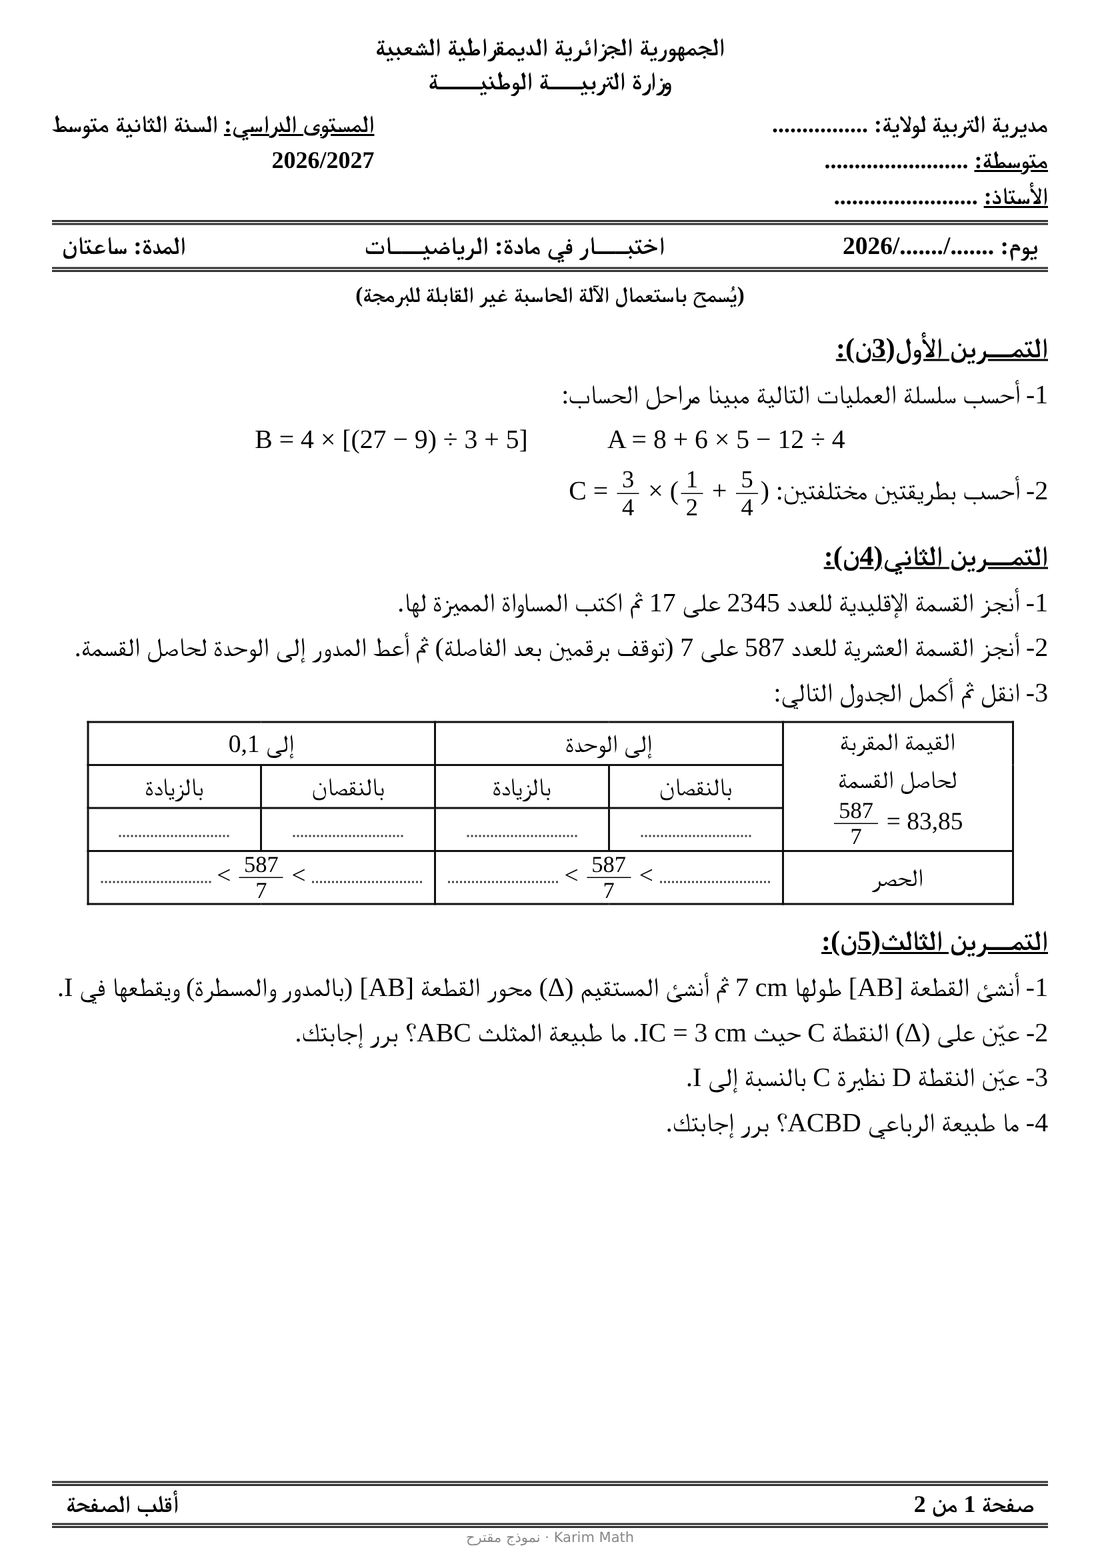 الجمهورية الجزائرية الديمقراطية الشعبية
وزارة التربيـــــة الوطنيـــــــة
مديرية التربية لولاية: ................
المستوى الدراسي: السنة الثانية متوسط
متوسطة: ........................
2026/2027
الأستاذ: ........................
يوم: ......./......./2026
اختبـــــار في مادة: الرياضيـــــات
المدة: ساعتان
(يُسمح باستعمال الآلة الحاسبة غير القابلة للبرمجة)
التمـــرين الأول(3ن):
1- أحسب سلسلة العمليات التالية مبينا مراحل الحساب:
A = 8 + 6 × 5 − 12 ÷ 4
B = 4 × [(27 − 9) ÷ 3 + 5]
2- أحسب بطريقتين مختلفتين: C = 3/4 × (1/2 + 5/4)
التمـــرين الثاني(4ن):
1- أنجز القسمة الإقليدية للعدد 2345 على 17 ثم اكتب المساواة المميزة لها.
2- أنجز القسمة العشرية للعدد 587 على 7 (توقف برقمين بعد الفاصلة) ثم أعط المدور إلى الوحدة لحاصل القسمة.
3- انقل ثم أكمل الجدول التالي:
القيمة المقربة
لحاصل القسمة
587/7 = 83,85
إلى الوحدة
إلى 0,1
بالنقصان
بالزيادة
بالنقصان
بالزيادة
............................
............................
............................
............................
الحصر
............................ < 587/7 < ............................
............................ < 587/7 < ............................
التمـــرين الثالث(5ن):
1- أنشئ القطعة [AB] طولها 7 cm ثم أنشئ المستقيم (Δ) محور القطعة [AB] (بالمدور والمسطرة) ويقطعها في I.
2- عيّن على (Δ) النقطة C حيث IC = 3 cm. ما طبيعة المثلث ABC؟ برر إجابتك.
3- عيّن النقطة D نظيرة C بالنسبة إلى I.
4- ما طبيعة الرباعي ACBD؟ برر إجابتك.
صفحة 1 من 2
أقلب الصفحة
نموذج مقترح · Karim Math